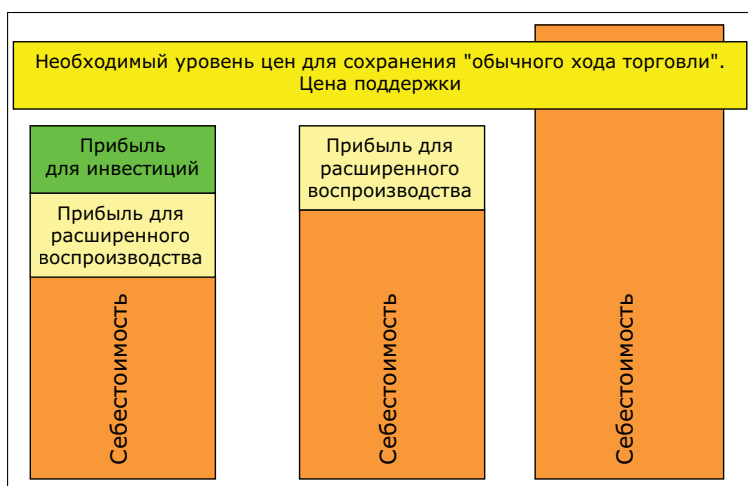 Необходимый уровень цен для сохранения "обычного хода торговли".
Цена поддержки
Прибыль
для инвестиций
Прибыль для
расширенного
воспроизводства
Себестоимость
Прибыль для
расширенного
воспроизводства
Себестоимость
Себестоимость